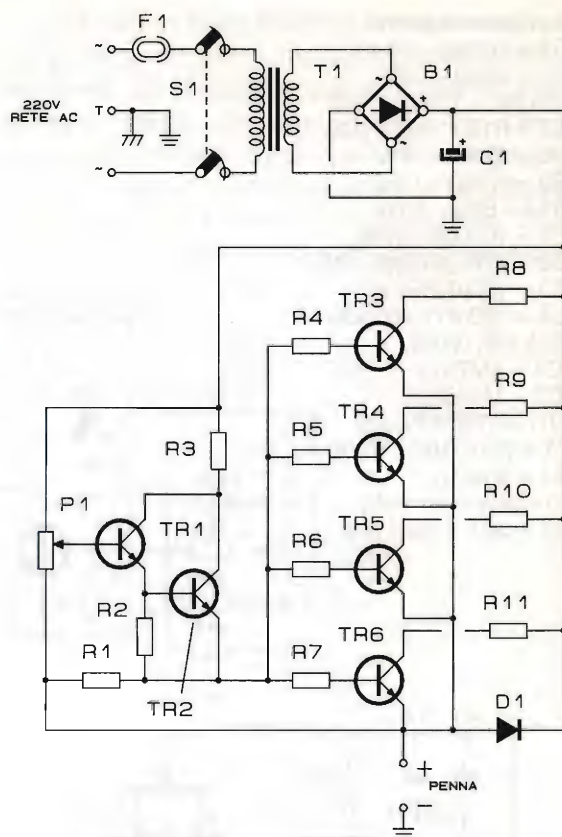 F1
~
S1
T1
B1
~
+
220V
RETE AC
T
+
C1
~
~
R8
TR3
R4
R9
TR4
R3
R5
R10
P1
TR1
TR5
R6
R11
R2
TR6
R1
R7
TR2
D1
+
PENNA
-